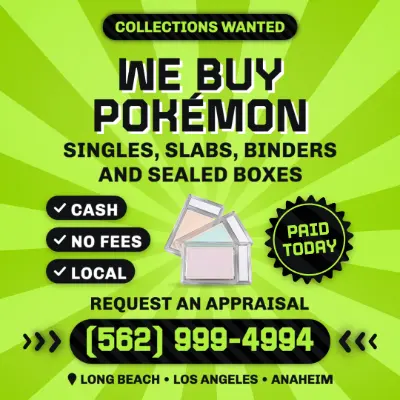 COLLECTIONS WANTED
WE BUY
POKÉMON
SINGLES, SLABS, BINDERS
AND SEALED BOXES
CASH
NO FEES
LOCAL
PAID
TODAY
REQUEST AN APPRAISAL
(562) 999-4994
LONG BEACH • LOS ANGELES • ANAHEIM